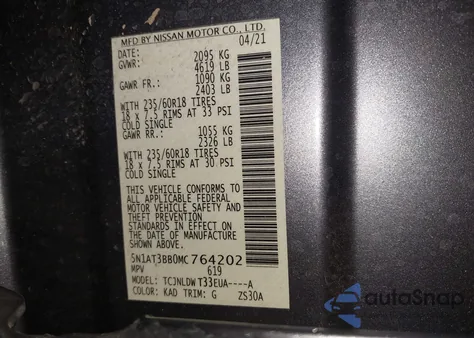 MFD BY NISSAN MOTOR CO., LTD.
DATE: 04/21
GVWR: 2095 KG
4619 LB
GAWR FR.: 1090 KG
2403 LB
WITH 235/60R18 TIRES
18 x 7.5 RIMS AT 33 PSI
COLD SINGLE
GAWR RR.: 1055 KG
2326 LB
WITH 235/60R18 TIRES
18 x 7.5 RIMS AT 30 PSI
COLD SINGLE
THIS VEHICLE CONFORMS TO
ALL APPLICABLE FEDERAL
MOTOR VEHICLE SAFETY AND
THEFT PREVENTION
STANDARDS IN EFFECT ON
THE DATE OF MANUFACTURE
SHOWN ABOVE.
5N1AT3BB0MC764202
MPV 619
MODEL: TCJNLDWT33EUA----A
COLOR: KAD TRIM: G ZS30A
autoSnap